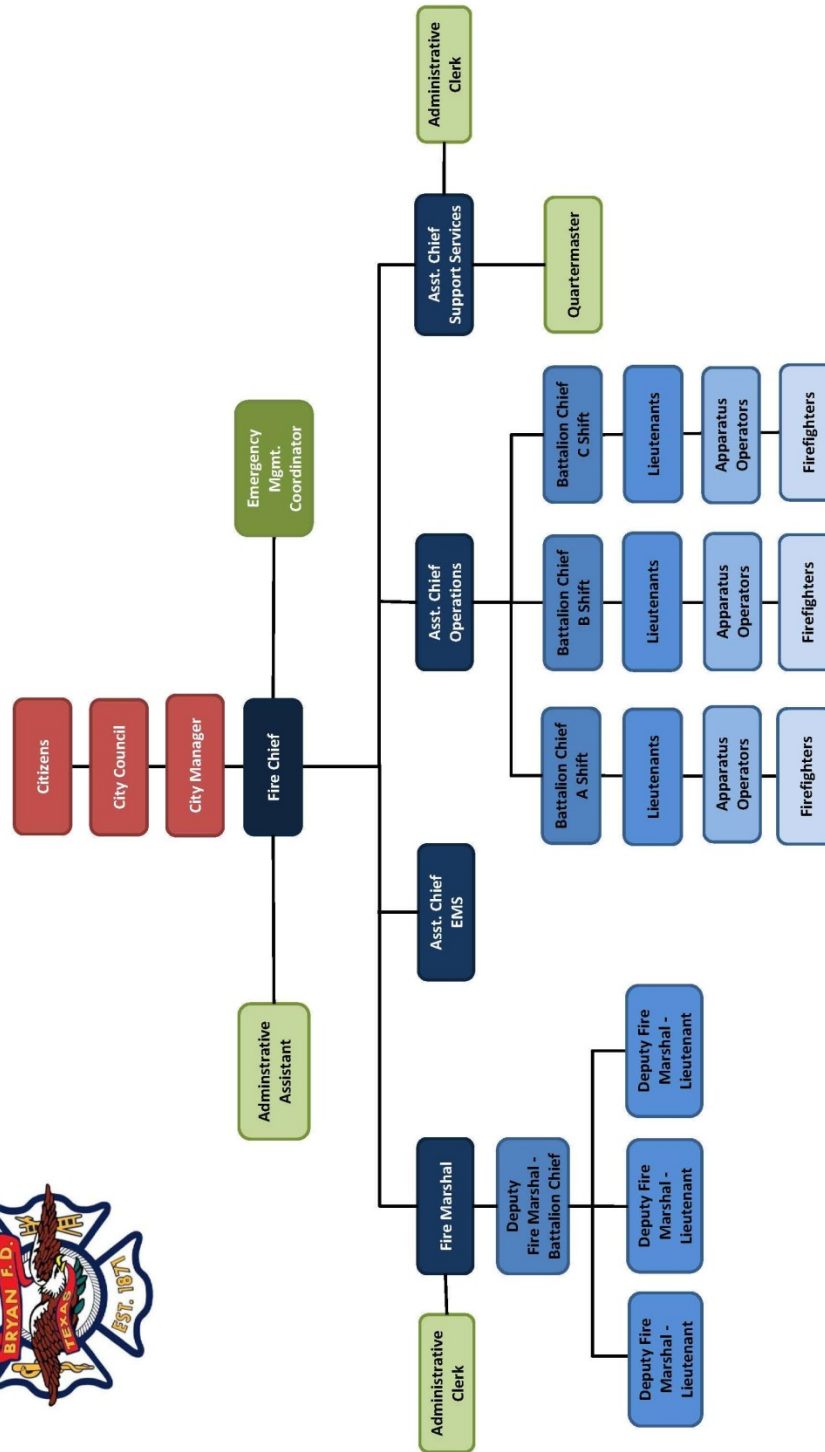 BRYAN F.D.
TEXAS
EST. 1871
Citizens
City Council
City Manager
Fire Chief
Adminstrative
Assistant
Emergency
Mgmt.
Coordinator
Administrative
Clerk
Fire Marshal
Asst. Chief
EMS
Asst. Chief
Operations
Asst. Chief
Support Services
Administrative
Clerk
Deputy
Fire Marshal -
Battalion Chief
Deputy Fire
Marshal -
Lieutenant
Deputy Fire
Marshal -
Lieutenant
Deputy Fire
Marshal -
Lieutenant
Battalion Chief
A Shift
Battalion Chief
B Shift
Battalion Chief
C Shift
Quartermaster
Lieutenants
Lieutenants
Lieutenants
Apparatus
Operators
Apparatus
Operators
Apparatus
Operators
Firefighters
Firefighters
Firefighters